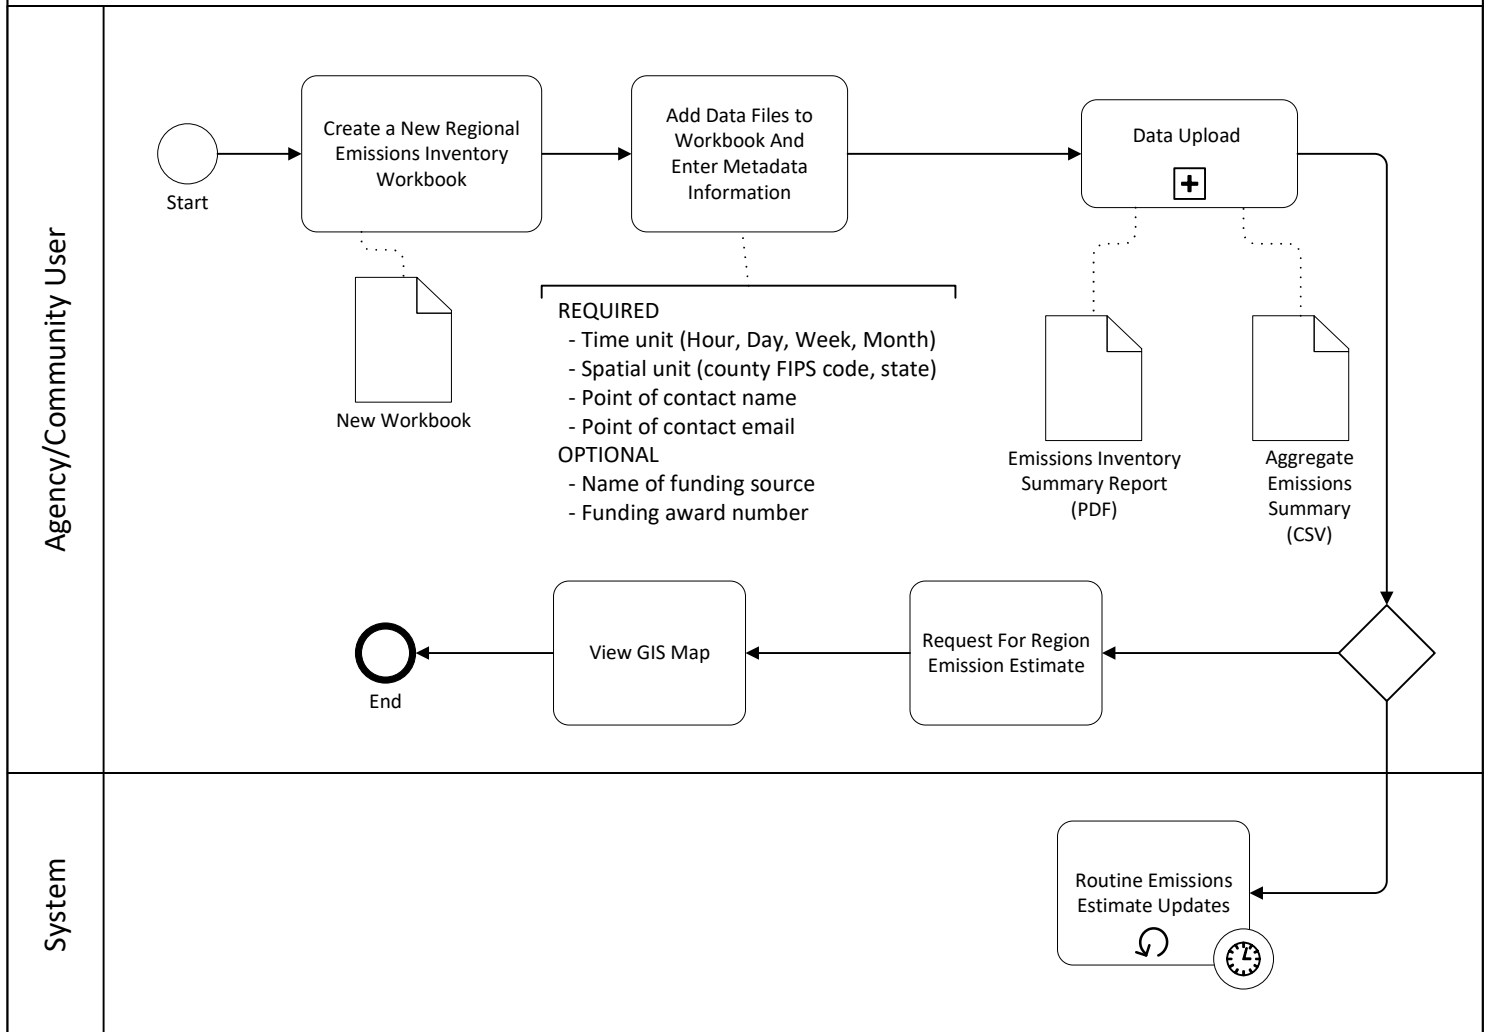 Agency/Community User
Start
Create a New Regional
Emissions Inventory
Workbook
Add Data Files to
Workbook And
Enter Metadata
Information
Data Upload
New Workbook
REQUIRED
- Time unit (Hour, Day, Week, Month)
- Spatial unit (county FIPS code, state)
- Point of contact name
- Point of contact email
OPTIONAL
- Name of funding source
- Funding award number
Emissions Inventory
Summary Report
(PDF)
Aggregate
Emissions
Summary
(CSV)
End
View GIS Map
Request For Region
Emission Estimate
System
Routine Emissions
Estimate Updates